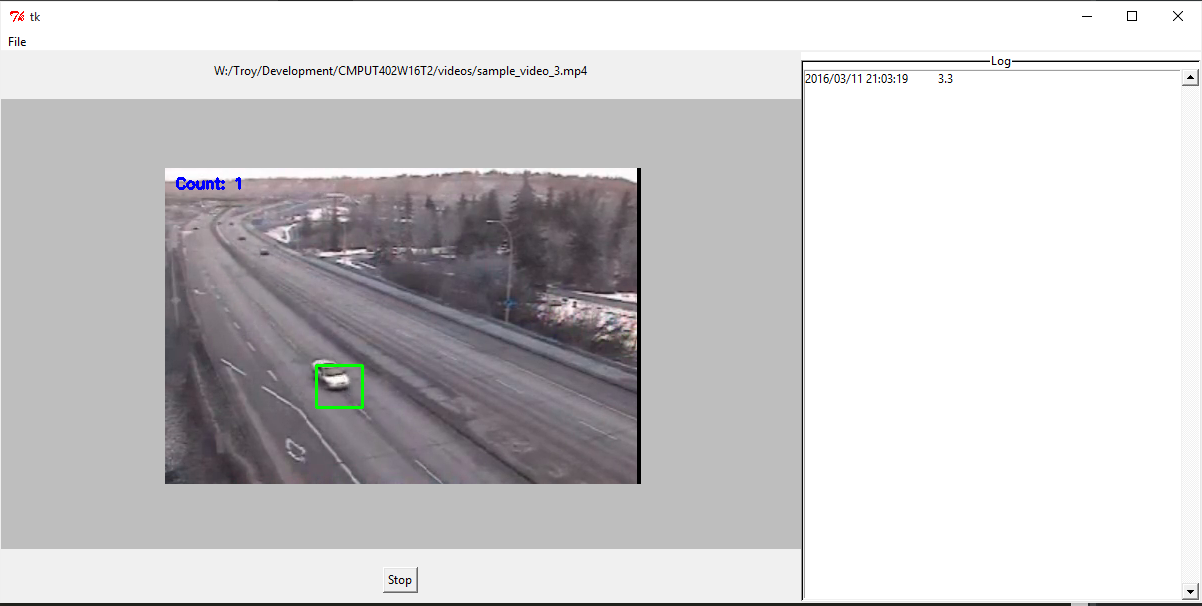 tk
File
W:/Troy/Development/CMPUT402W16T2/videos/sample_video_3.mp4
Log
2016/03/11 21:03:19 3.3
Count: 1
Stop